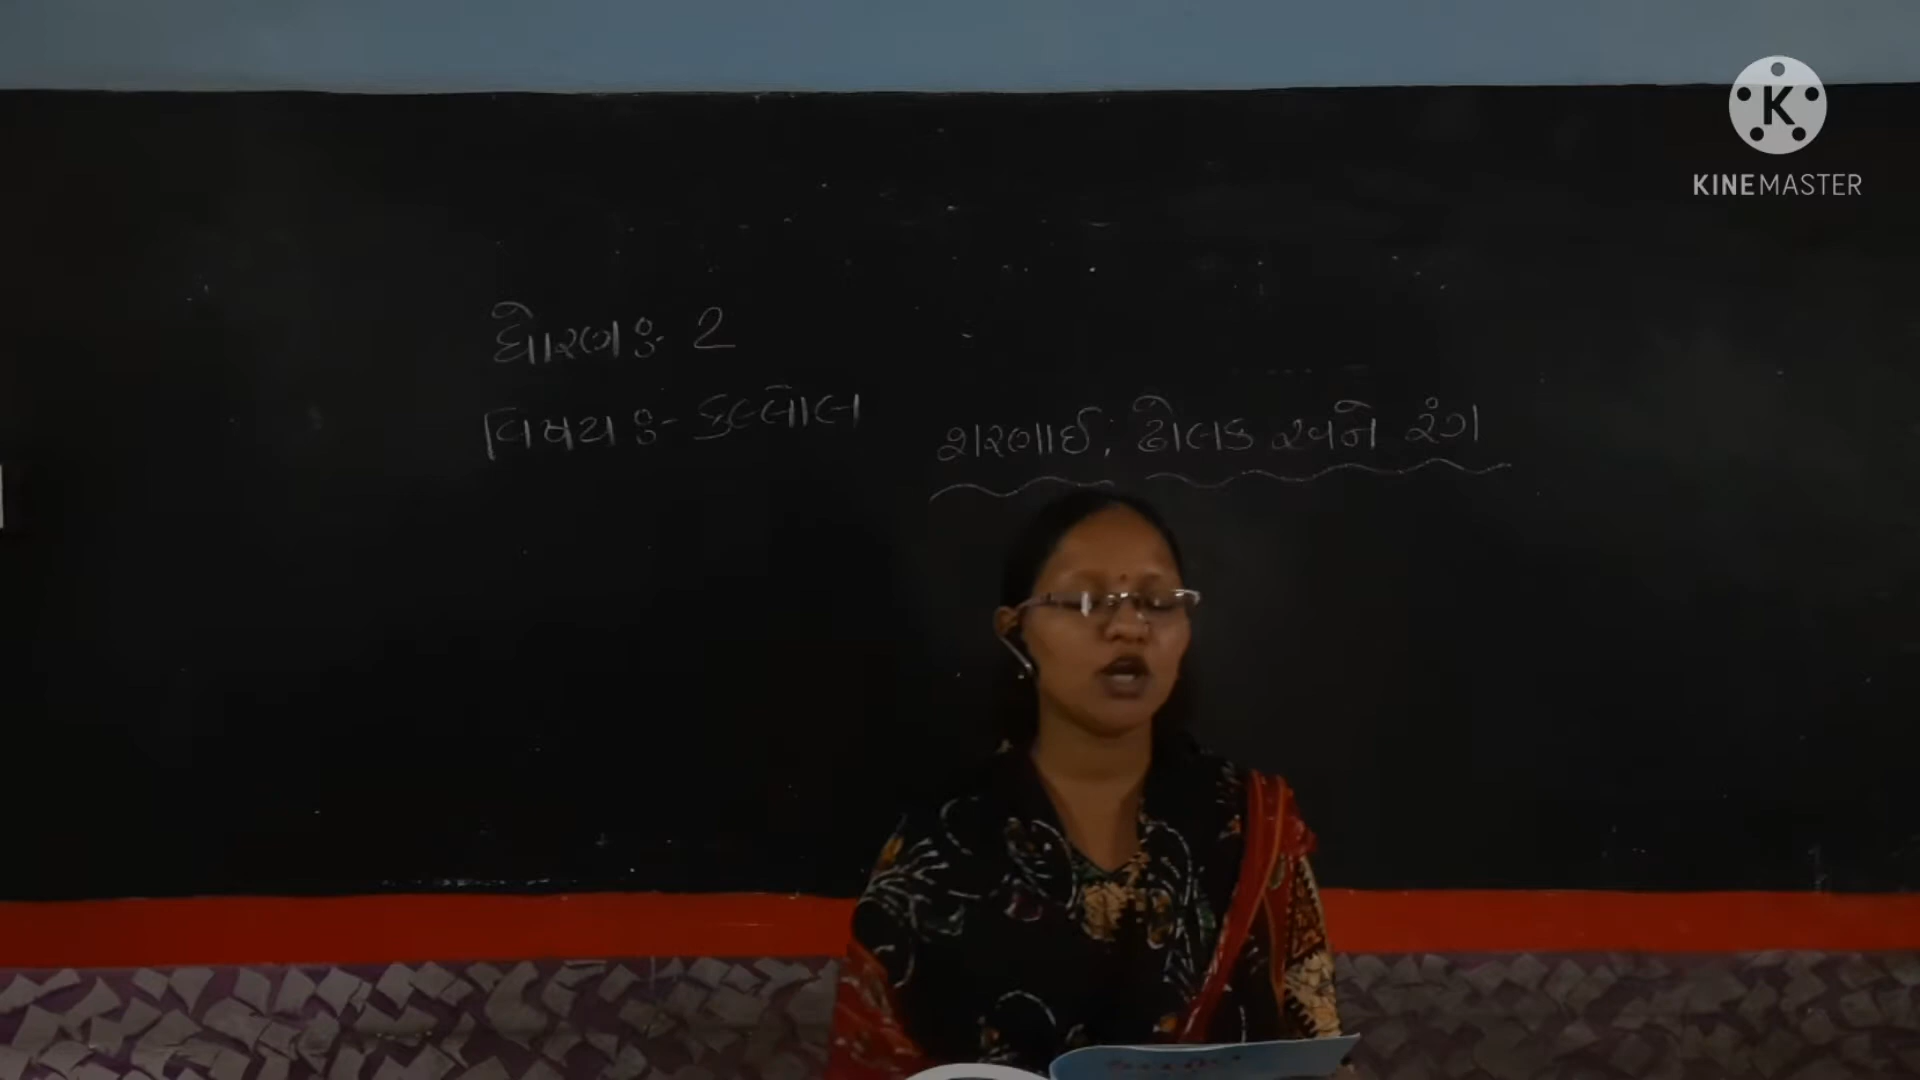 ધોરણ ઃ- 2
વિષય ઃ- કલ્લોલ
શરણાઈ, ઢોલક અને રંગ
K
KINEMASTER